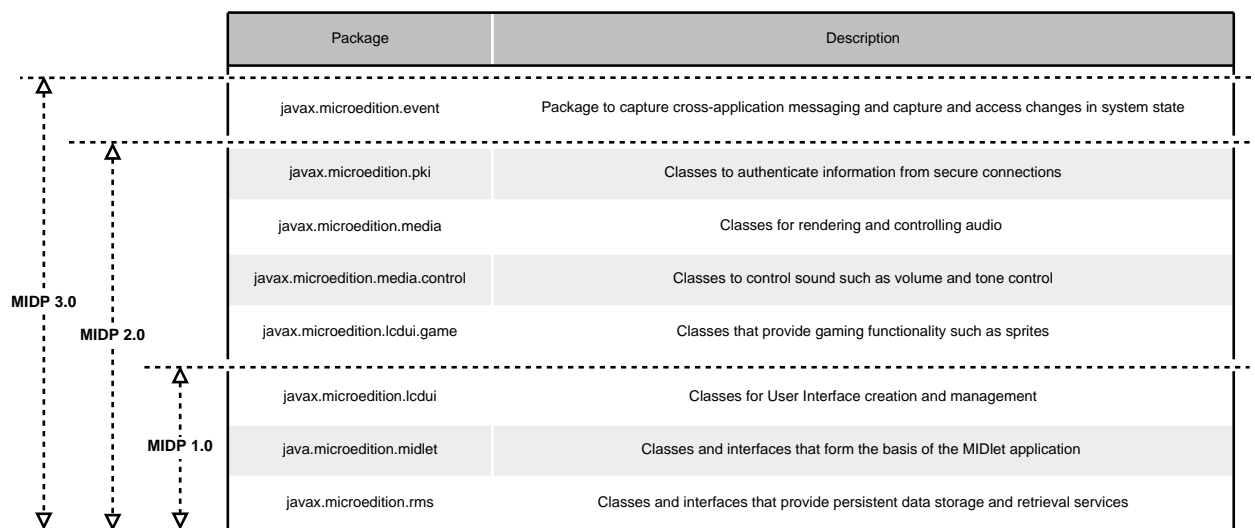 Package Description
javax.microedition.event Package to capture cross-application messaging and capture and access changes in system state
javax.microedition.pki Classes to authenticate information from secure connections
javax.microedition.media Classes for rendering and controlling audio
javax.microedition.media.control Classes to control sound such as volume and tone control
MIDP 3.0
javax.microedition.lcdui.game Classes that provide gaming functionality such as sprites
MIDP 2.0
javax.microedition.lcdui Classes for User Interface creation and management
MIDP 1.0
java.microedition.midlet Classes and interfaces that form the basis of the MIDlet application
javax.microedition.rms Classes and interfaces that provide persistent data storage and retrieval services